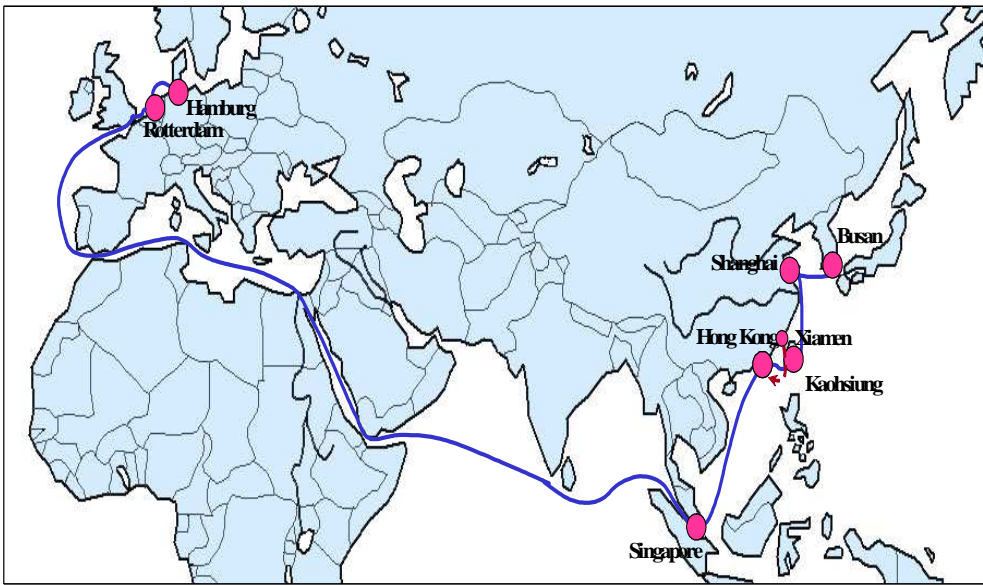 Hamburg
Rotterdam
Busan
Shanghai
Hong Kong
Xiamen
Kaohsiung
Singapore